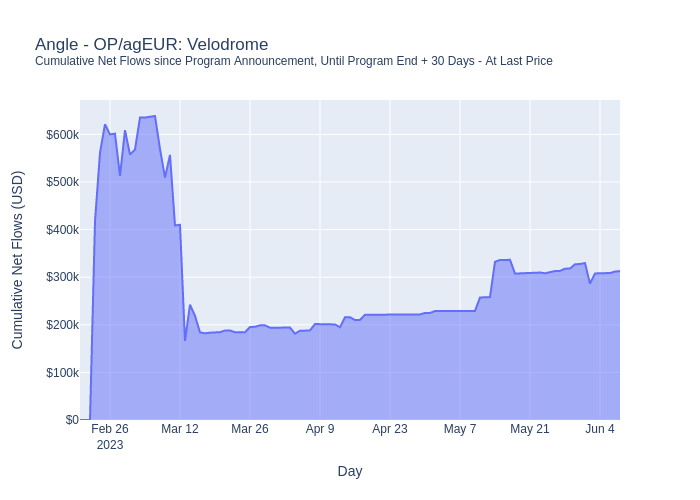 Angle - OP/agEUR: Velodrome
Cumulative Net Flows since Program Announcement, Until Program End + 30 Days - At Last Price
Cumulative Net Flows (USD)
$600k
$500k
$400k
$300k
$200k
$100k
$0
Feb 26
2023
Mar 12
Mar 26
Apr 9
Apr 23
May 7
May 21
Jun 4
Day